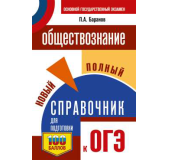 ОСНОВНОЙ ГОСУДАРСТВЕННЫЙ ЭКЗАМЕН
П.А. Баранов
ОБЩЕСТВОЗНАНИЕ
НОВЫЙ
ПОЛНЫЙ
СПРАВОЧНИК
ДЛЯ
ПОДГОТОВКИ
к ОГЭ
100
БАЛЛОВ